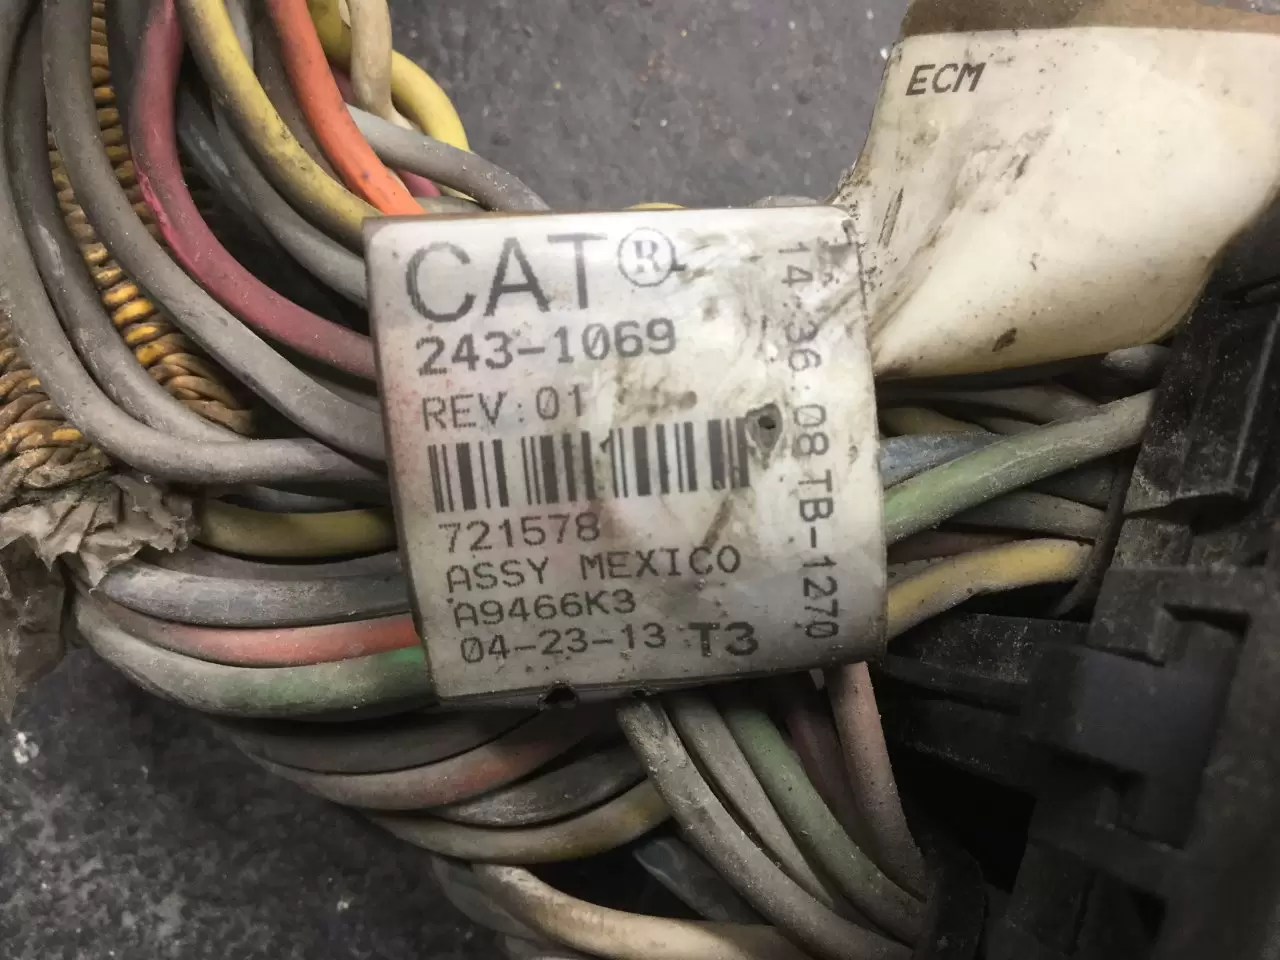 ECM
CAT®
243-1069
REV:01
721578
ASSY MEXICO
A9466K3
04-23-13 T3
14:36:08 TB-1270